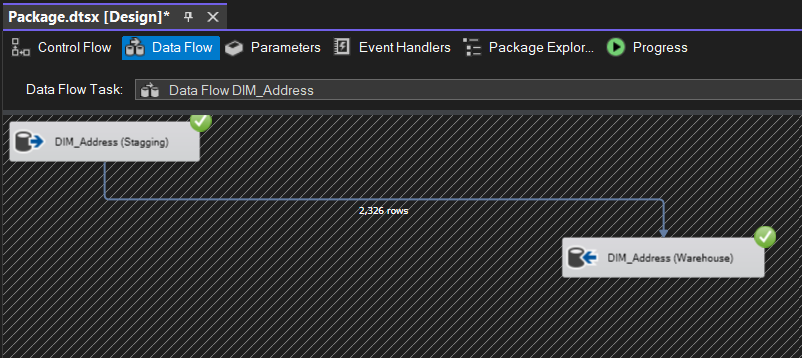 Package.dtsx [Design]*
Control Flow Data Flow Parameters Event Handlers Package Explor... Progress
Data Flow Task: Data Flow DIM_Address
DIM_Address (Stagging)
2,326 rows
DIM_Address (Warehouse)